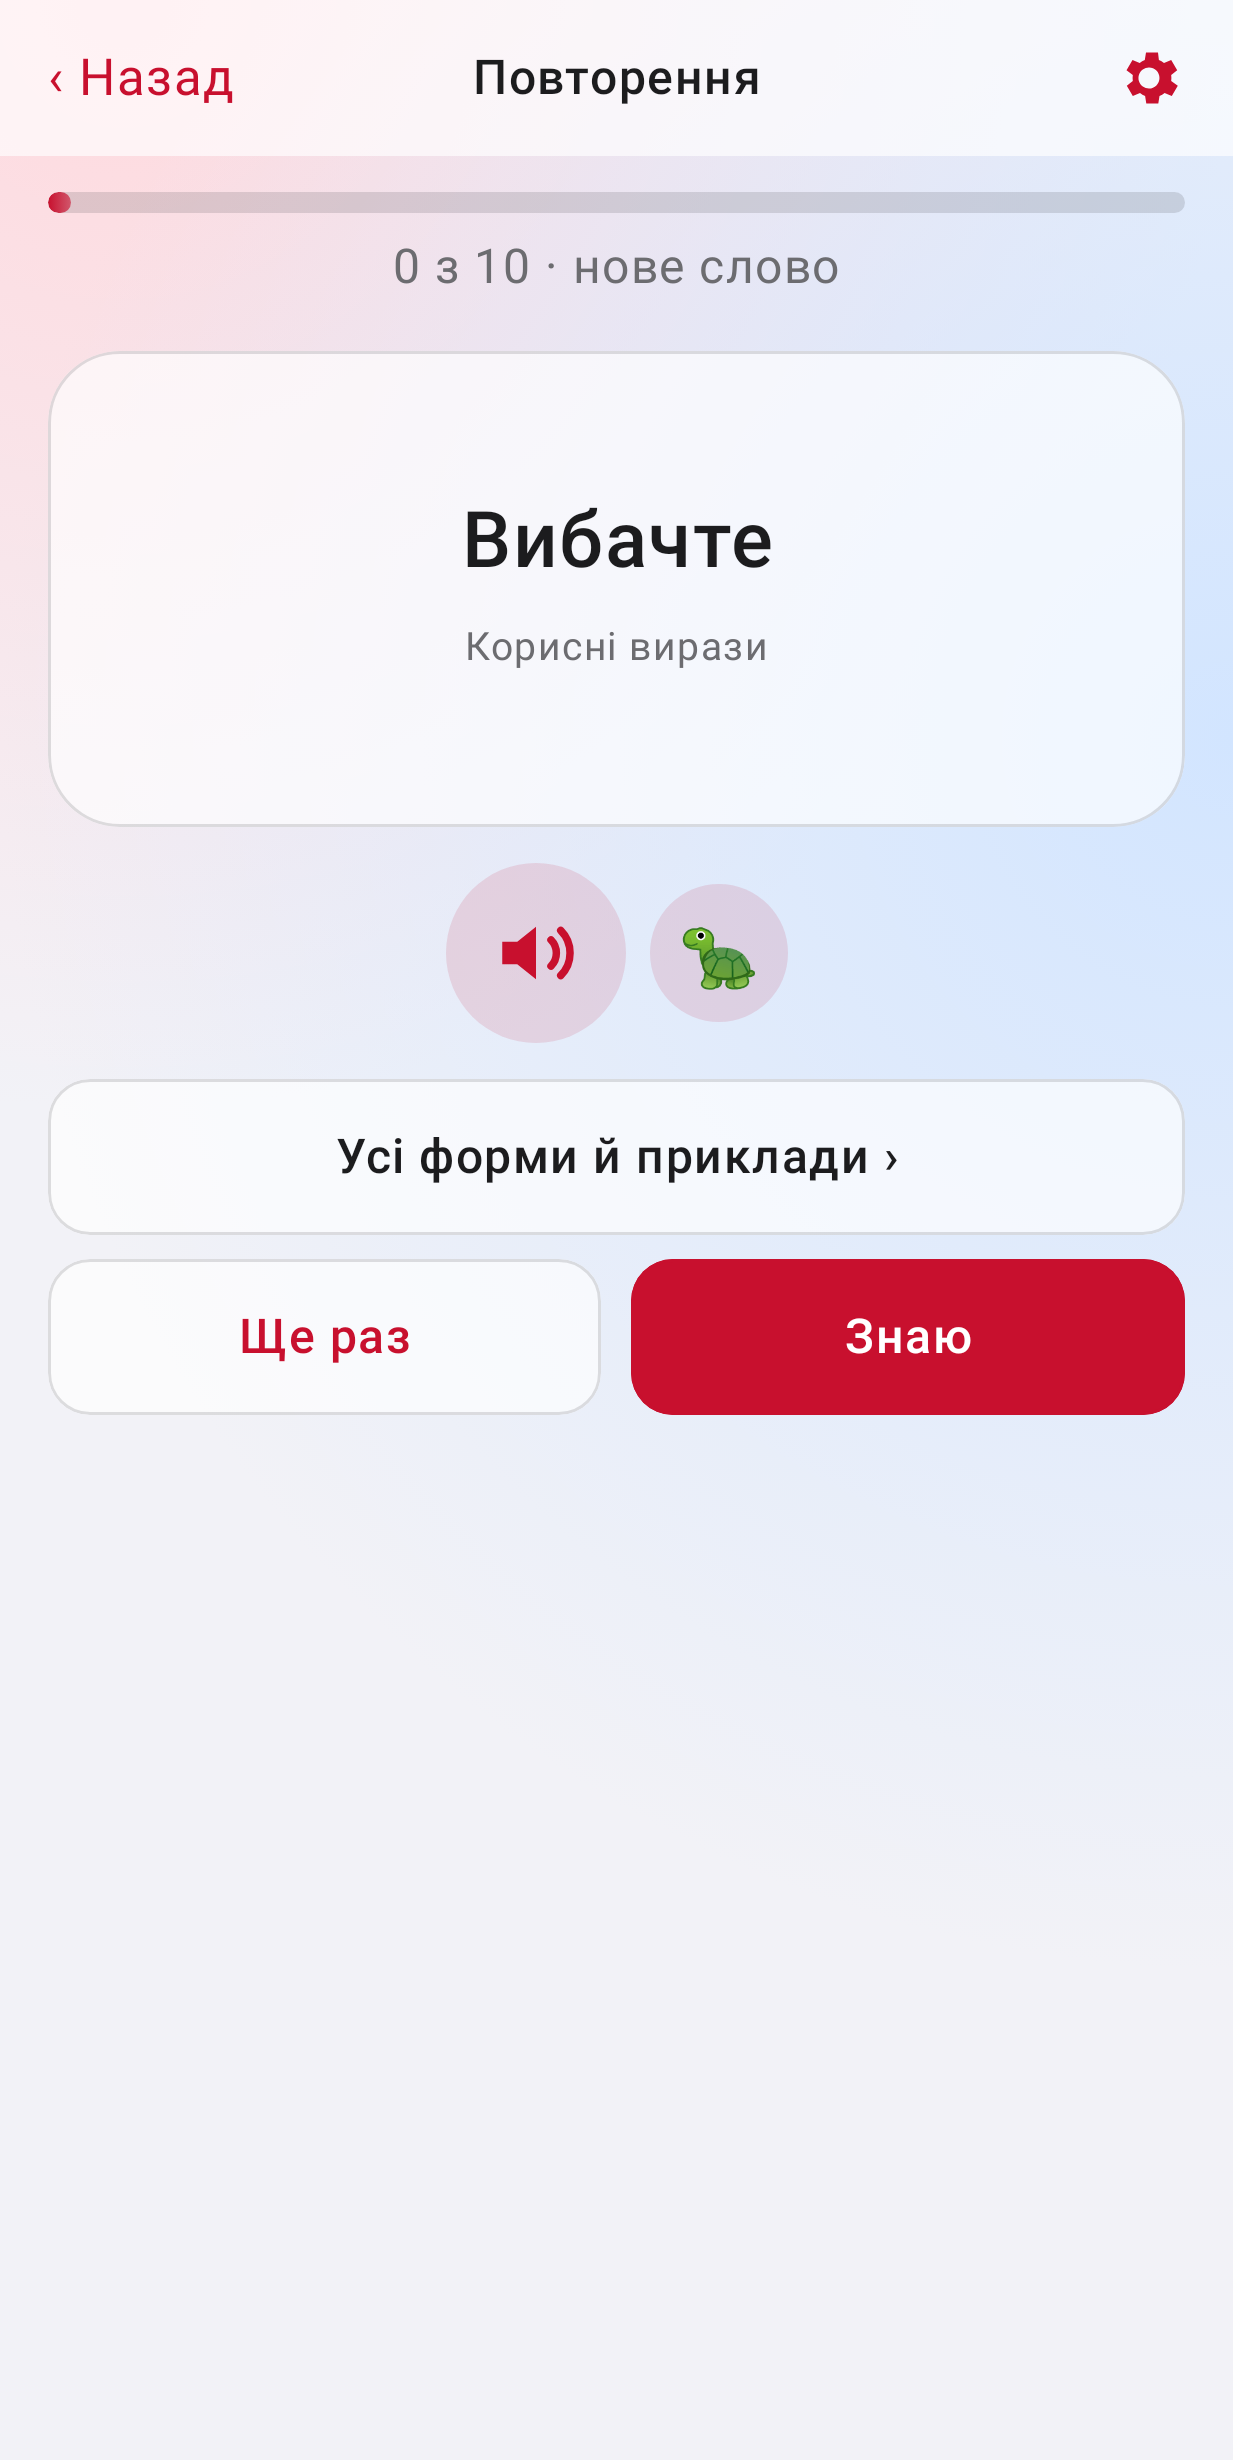 ‹ Назад
Повторення
0 з 10 · нове слово
Вибачте
Корисні вирази
Усі форми й приклади ›
Ще раз
Знаю